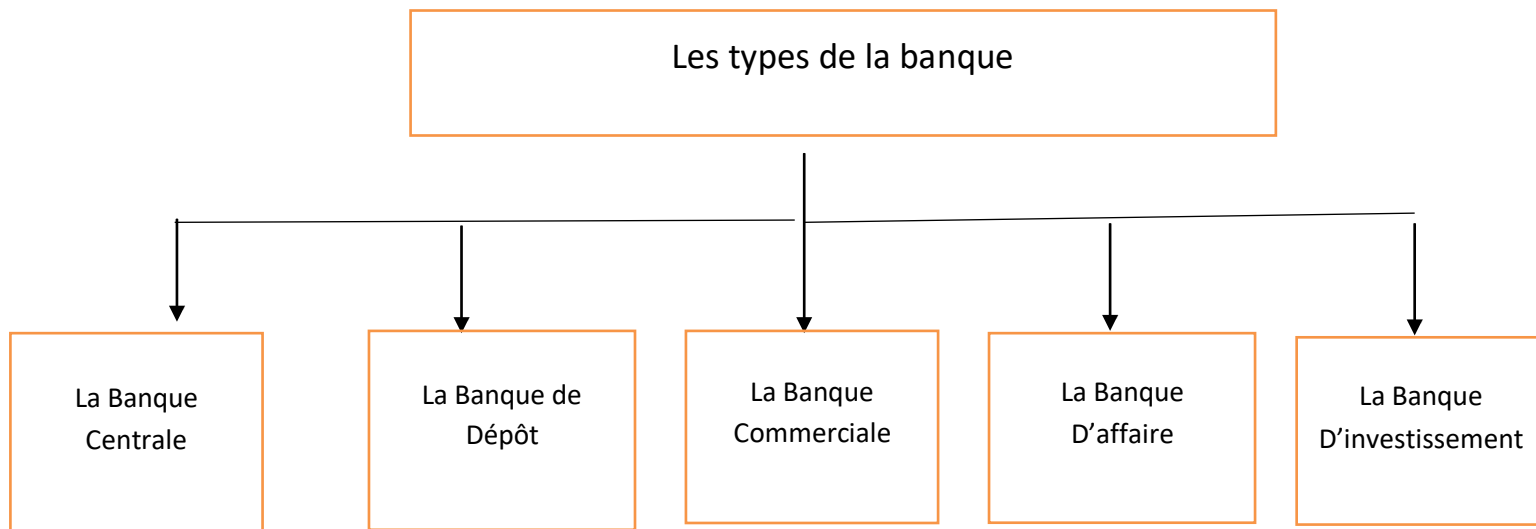 Les types de la banque
La Banque
Centrale
La Banque de
Dépôt
La Banque
Commerciale
La Banque
D’affaire
La Banque
D’investissement